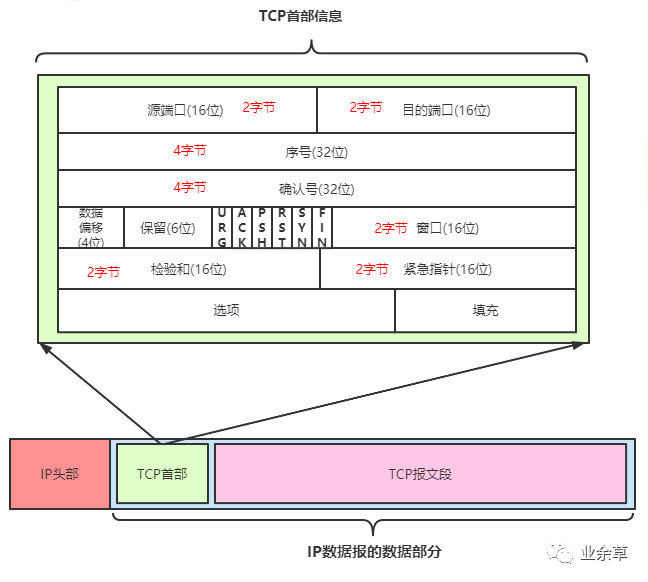 TCP首部信息
源端口(16位) 2字节
2字节 目的端口(16位)
4字节 序号(32位)
4字节 确认号(32位)
数据
偏移
(4位)
保留(6位)
URG
ACK
PSH
RST
SYN
FIN
2字节 窗口(16位)
2字节 检验和(16位)
2字节 紧急指针(16位)
选项
填充
IP头部
TCP首部
TCP报文段
IP数据报的数据部分
业余草